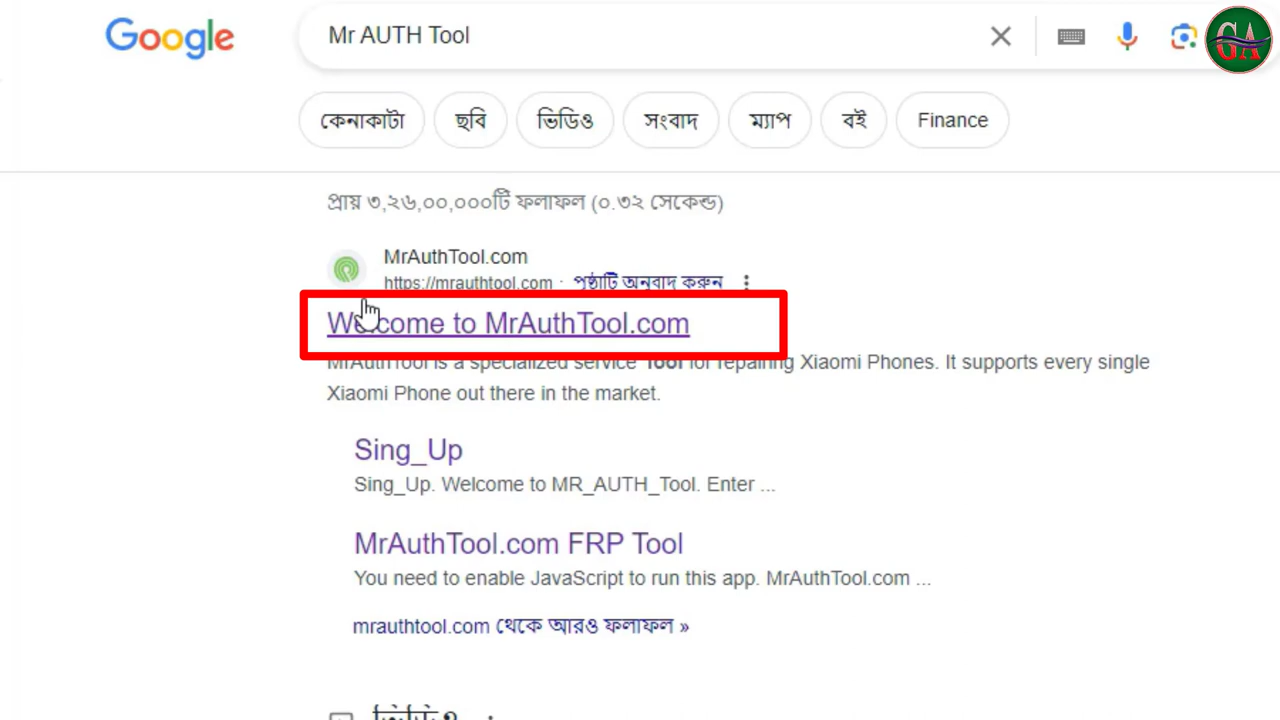 Google
Mr AUTH Tool
GA
কেনাকাটা ছবি ভিডিও সংবাদ ম্যাপ বই Finance
প্রায় ৩,২৬,০০,০০০টি ফলাফল (০.৩২ সেকেন্ড)
MrAuthTool.com
https://mrauthtool.com · পৃষ্ঠাটি অনুবাদ করুন
Welcome to MrAuthTool.com
MrAuthTool is a specialized service Tool for repairing Xiaomi Phones. It supports every single
Xiaomi Phone out there in the market.
Sing_Up
Sing_Up. Welcome to MR_AUTH_Tool. Enter ...
MrAuthTool.com FRP Tool
You need to enable JavaScript to run this app. MrAuthTool.com ...
mrauthtool.com থেকে আরও ফলাফল »
ভিডিও